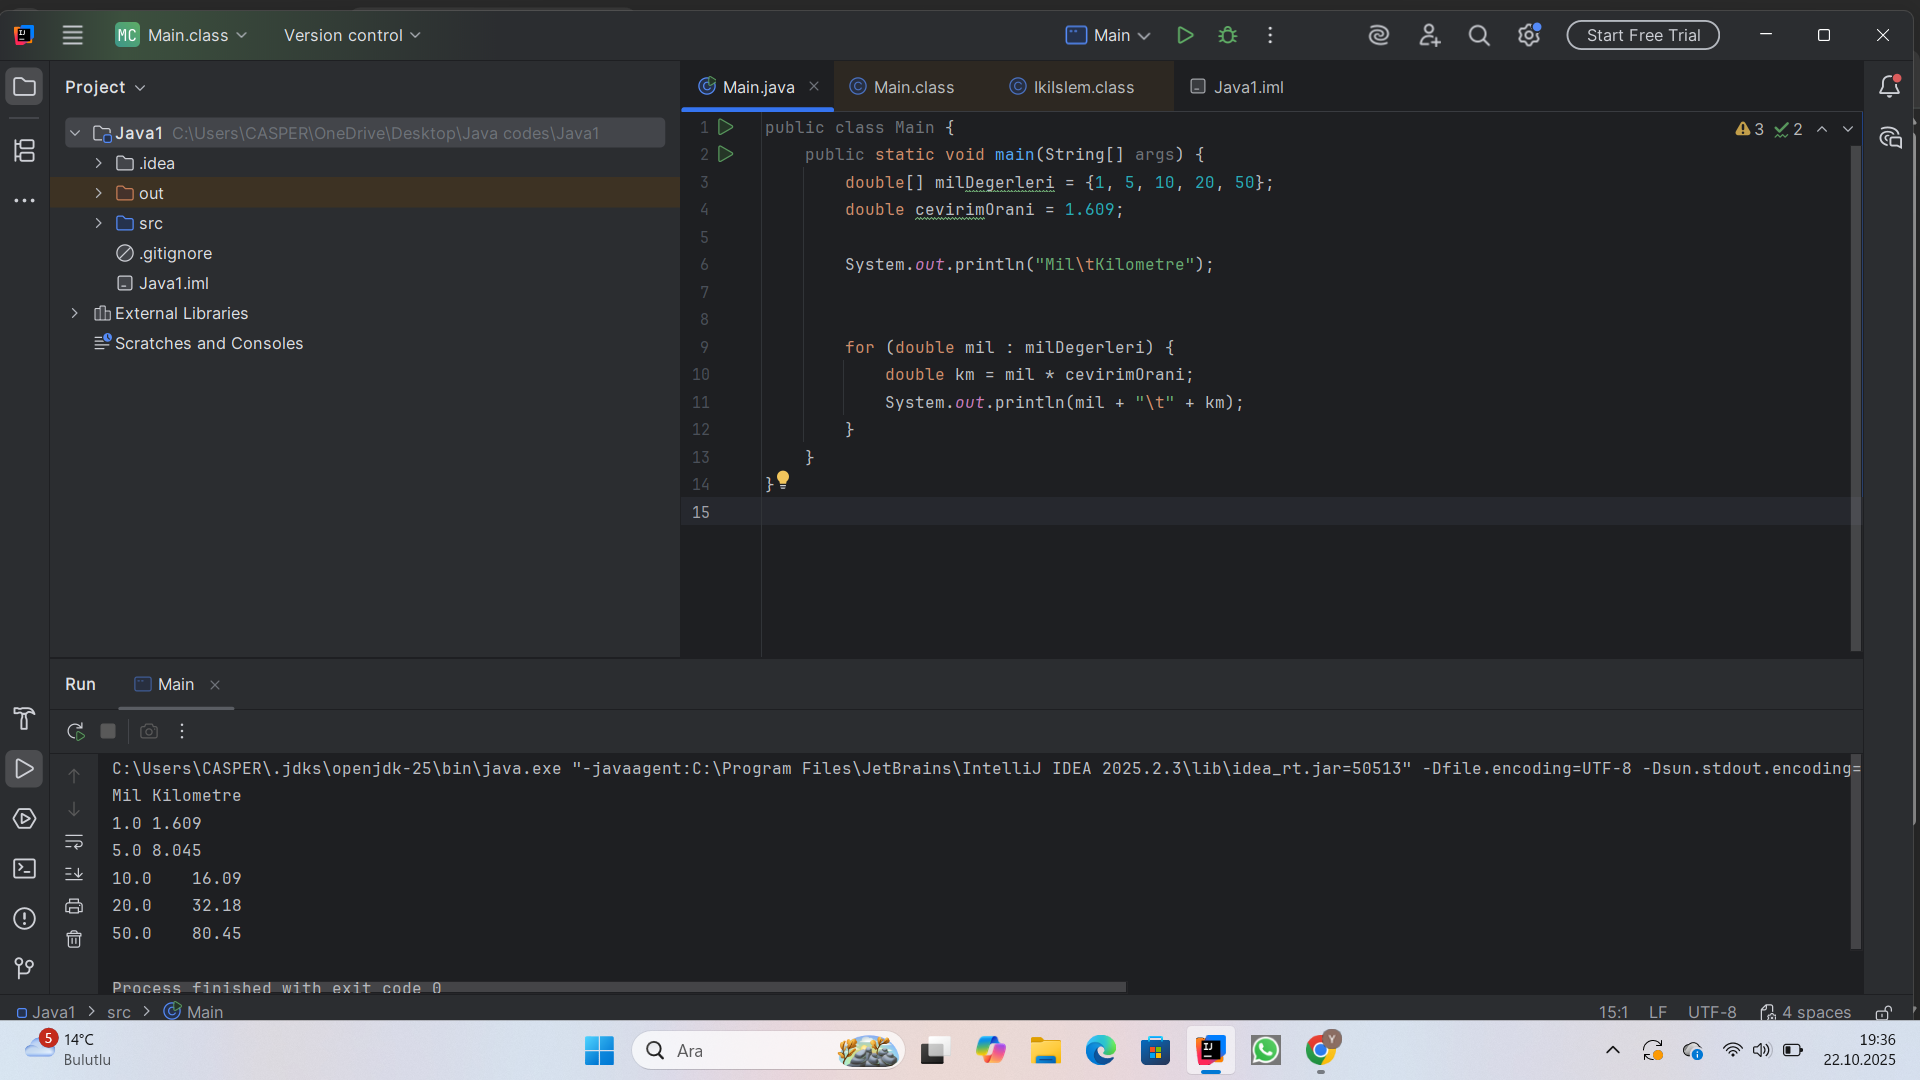 MC Main.class Version control Main Start Free Trial
Project
Main.java Main.class IkiIslem.class Java1.iml
Java1 C:\Users\CASPER\OneDrive\Desktop\Java codes\Java1
.idea
out
src
.gitignore
Java1.iml
External Libraries
Scratches and Consoles
3 2
1 public class Main {
2 public static void main(String[] args) {
3 double[] milDegerleri = {1, 5, 10, 20, 50};
4 double cevirimOrani = 1.609;
5
6 System.out.println("Mil\tKilometre");
7
8
9 for (double mil : milDegerleri) {
10 double km = mil * cevirimOrani;
11 System.out.println(mil + "\t" + km);
12 }
13 }
14 }
15
Run Main
C:\Users\CASPER\.jdks\openjdk-25\bin\java.exe "-javaagent:C:\Program Files\JetBrains\IntelliJ IDEA 2025.2.3\lib\idea_rt.jar=50513" -Dfile.encoding=UTF-8 -Dsun.stdout.encoding=
Mil Kilometre
1.0 1.609
5.0 8.045
10.0 16.09
20.0 32.18
50.0 80.45
Process finished with exit code 0
Java1 > src > Main 15:1 LF UTF-8 4 spaces
5 14°C
Bulutlu
Ara
Y
19:36
22.10.2025